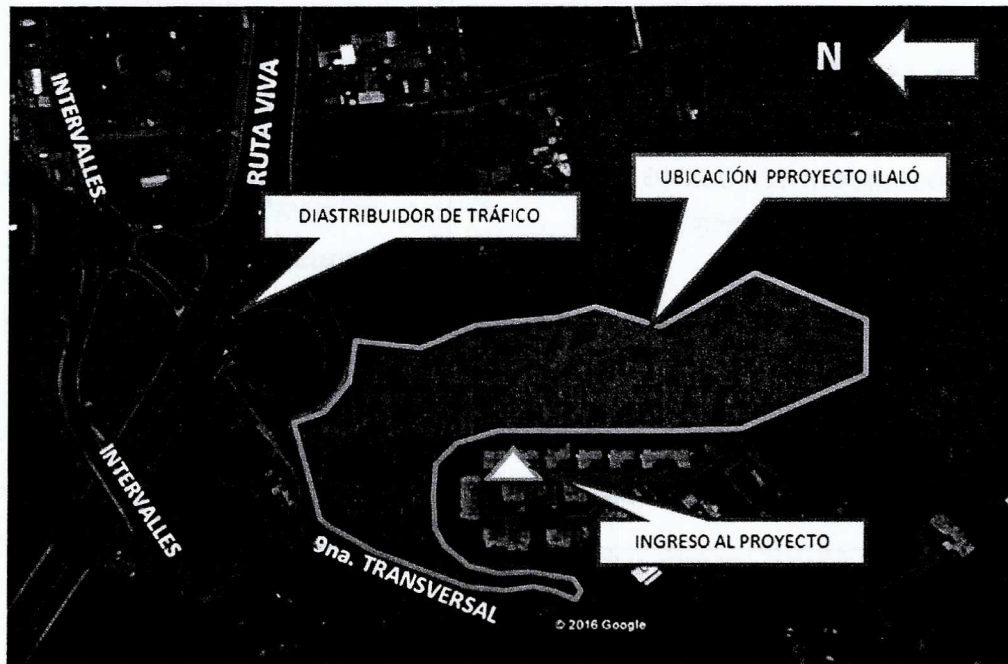 N
INTERVALLES
RUTA VIVA
UBICACIÓN PPROYECTO ILALÓ
DIASTRIBUIDOR DE TRÁFICO
INTERVALLES
9na. TRANSVERSAL
INGRESO AL PROYECTO
© 2016 Google